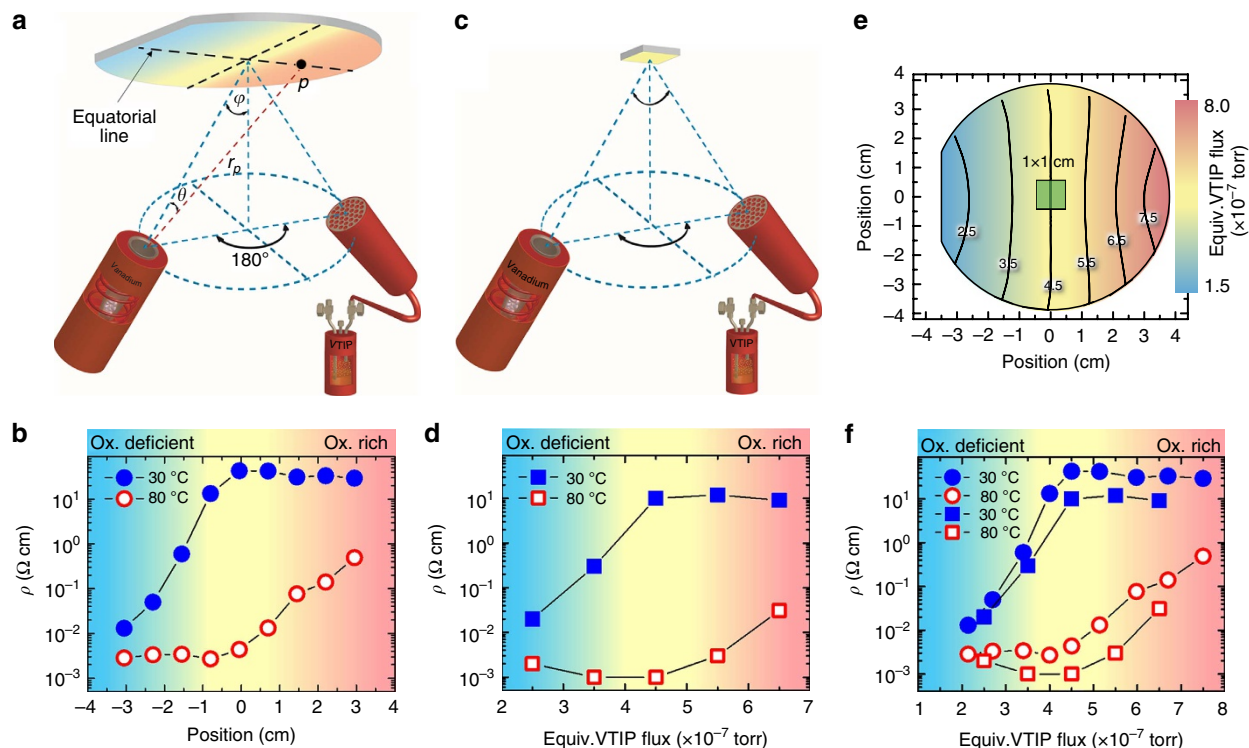 a
Equatorial
line
p
φ
r_p
θ
180°
Vanadium
VTIP
c
Vanadium
VTIP
e
Position (cm)
4
3
2
1
0
−1
−2
−3
−4
1×1 cm
2.5
3.5
4.5
5.5
6.5
7.5
−4 −3 −2 −1 0 1 2 3 4
Position (cm)
8.0
1.5
Equiv.VTIP flux
(×10⁻⁷ torr)
b
Ox. deficient Ox. rich
30 °C
80 °C
ρ (Ω cm)
10¹
10⁰
10⁻¹
10⁻²
10⁻³
−4 −3 −2 −1 0 1 2 3 4
Position (cm)
d
Ox. deficient Ox. rich
30 °C
80 °C
ρ (Ω cm)
10¹
10⁰
10⁻¹
10⁻²
10⁻³
2 3 4 5 6 7
Equiv.VTIP flux (×10⁻⁷ torr)
f
Ox. deficient Ox. rich
30 °C
80 °C
30 °C
80 °C
ρ (Ω cm)
10¹
10⁰
10⁻¹
10⁻²
10⁻³
1 2 3 4 5 6 7 8
Equiv.VTIP flux (×10⁻⁷ torr)